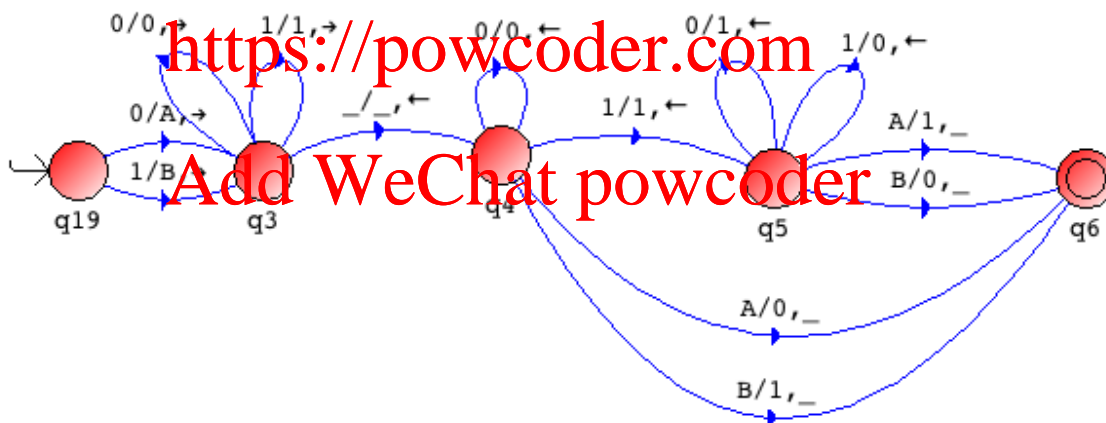 0/0,→ 1/1,→ 0/0,← 0/1,← 1/0,←
https://powcoder.com
0/A,→ _/_,← 1/1,← A/1,_
1/B,→ B/0,_
Add WeChat powcoder
q19 q3 q4 q5 q6
A/0,_
B/1,_